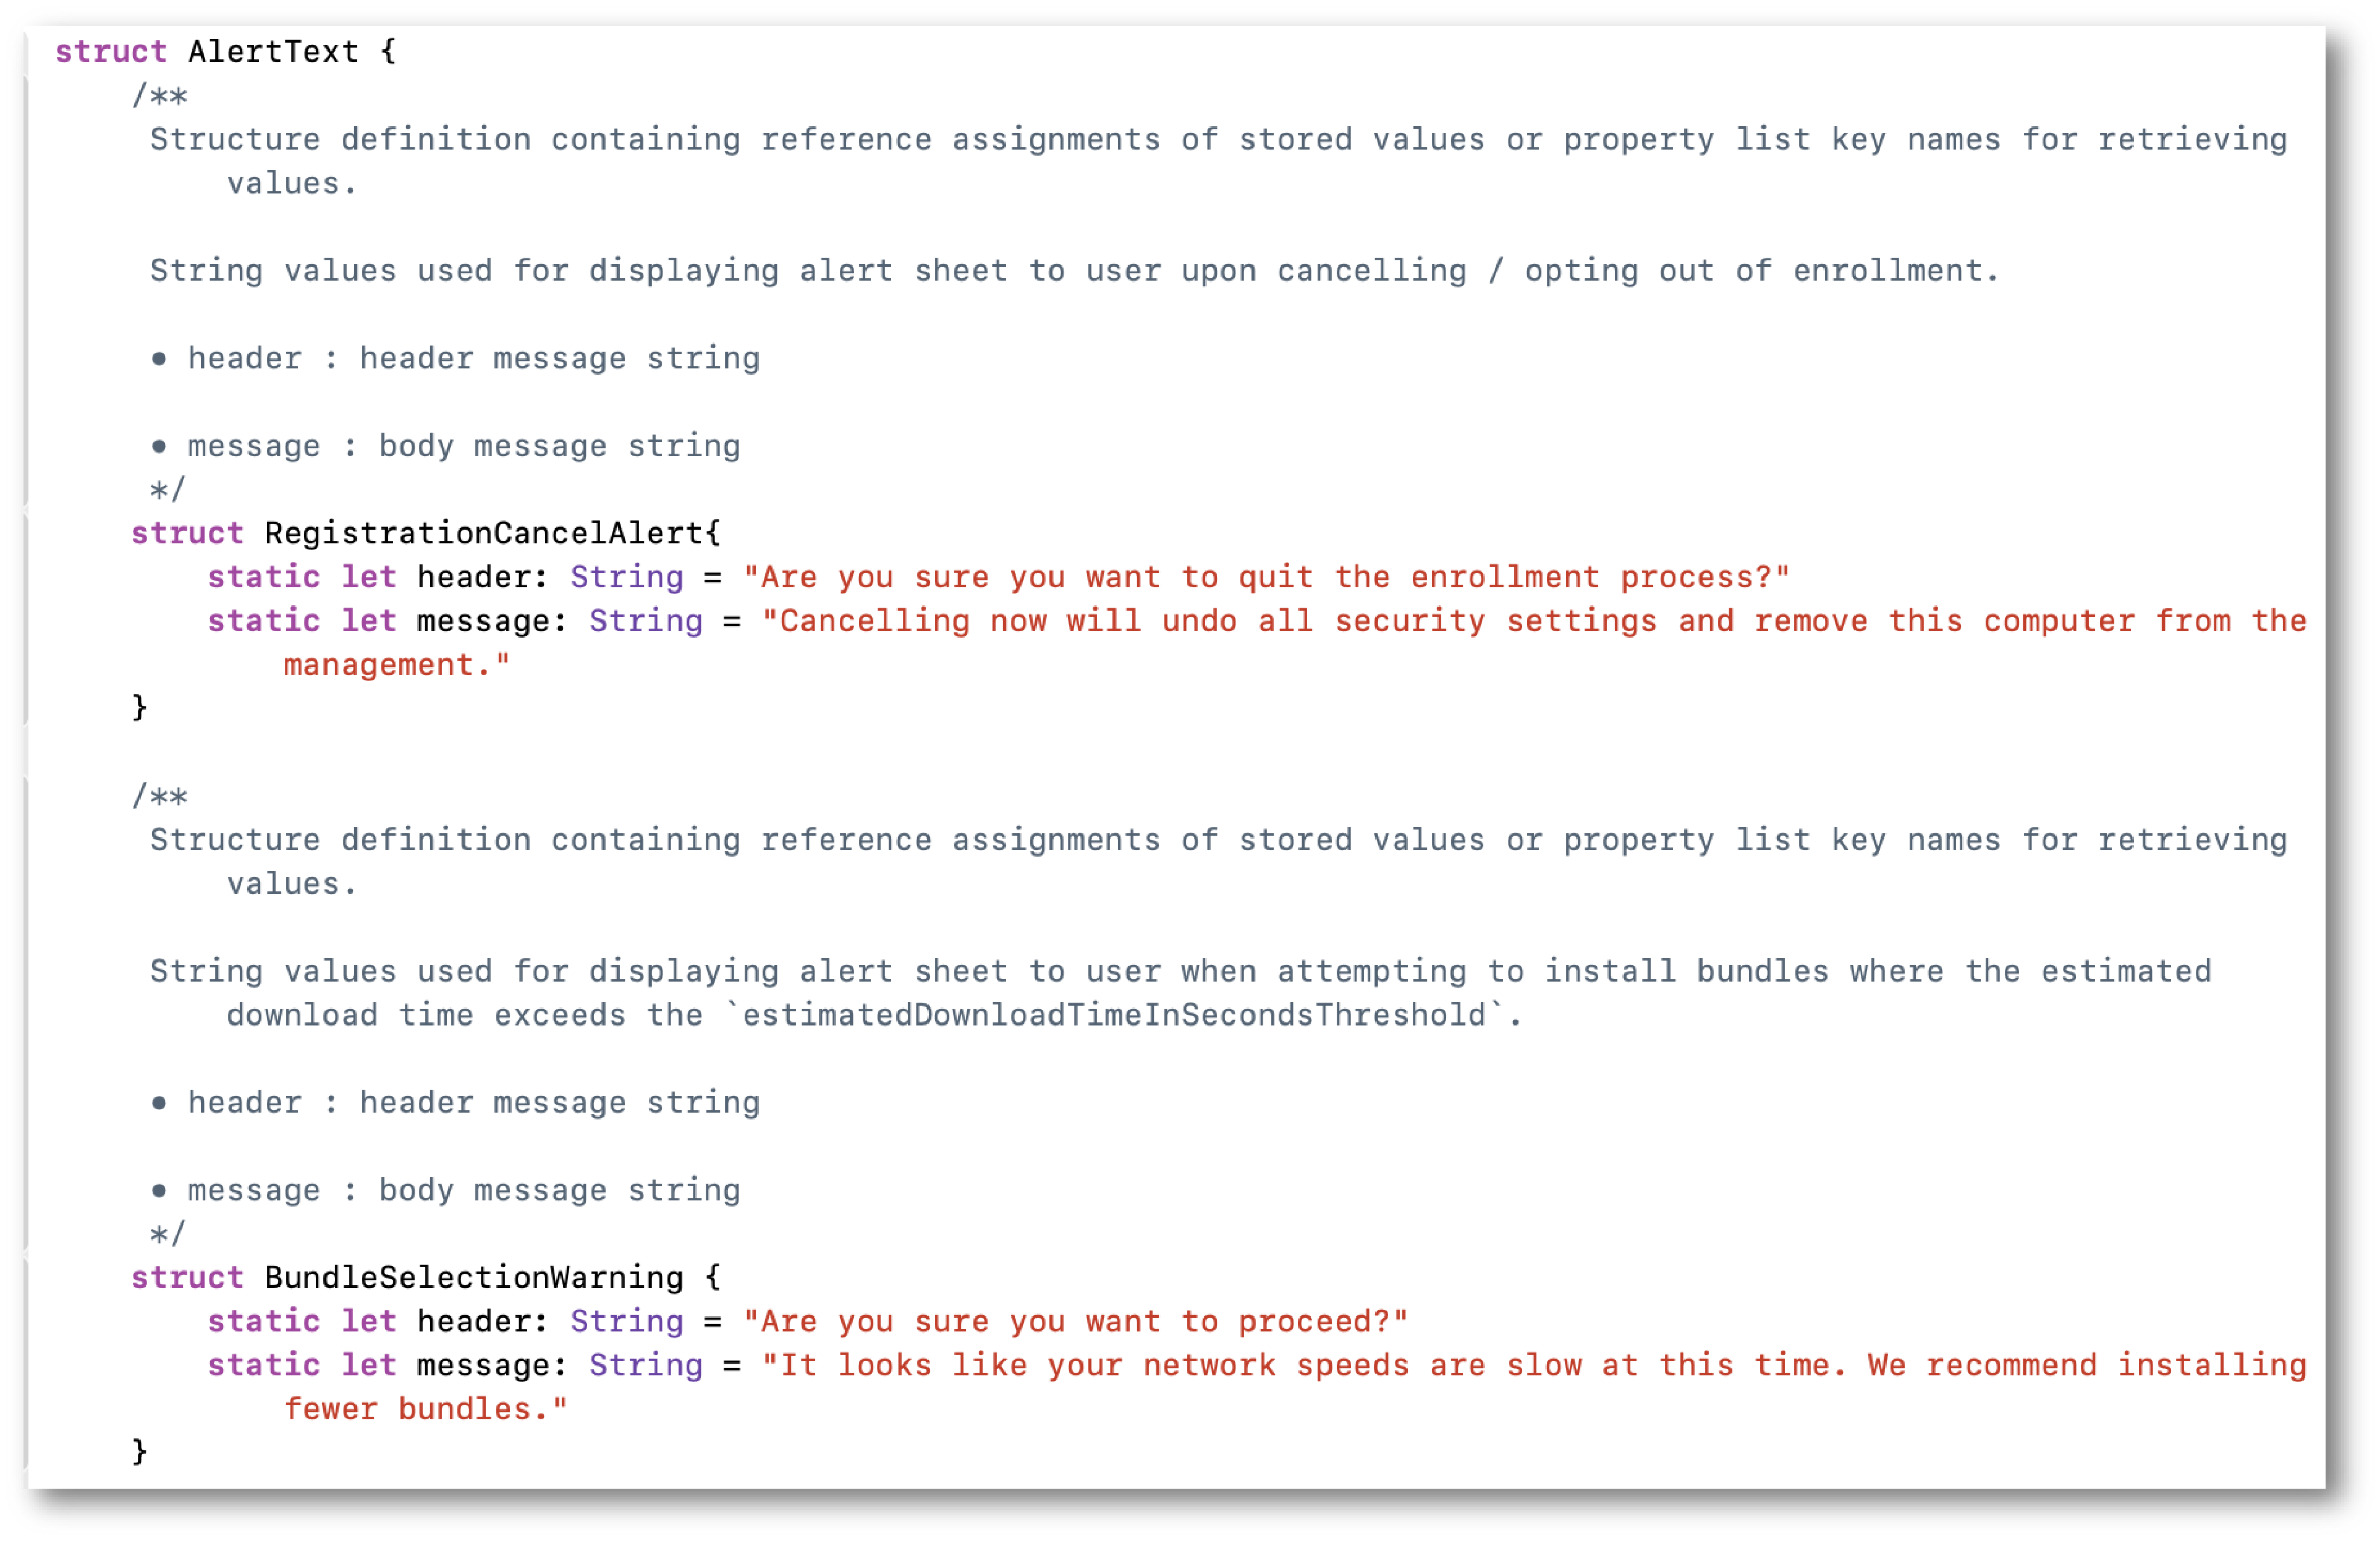 struct AlertText {
/**
Structure definition containing reference assignments of stored values or property list key names for retrieving
values.
String values used for displaying alert sheet to user upon cancelling / opting out of enrollment.
• header : header message string
• message : body message string
*/
struct RegistrationCancelAlert{
static let header: String = "Are you sure you want to quit the enrollment process?"
static let message: String = "Cancelling now will undo all security settings and remove this computer from the
management."
}
/**
Structure definition containing reference assignments of stored values or property list key names for retrieving
values.
String values used for displaying alert sheet to user when attempting to install bundles where the estimated
download time exceeds the `estimatedDownloadTimeInSecondsThreshold`.
• header : header message string
• message : body message string
*/
struct BundleSelectionWarning {
static let header: String = "Are you sure you want to proceed?"
static let message: String = "It looks like your network speeds are slow at this time. We recommend installing
fewer bundles."
}